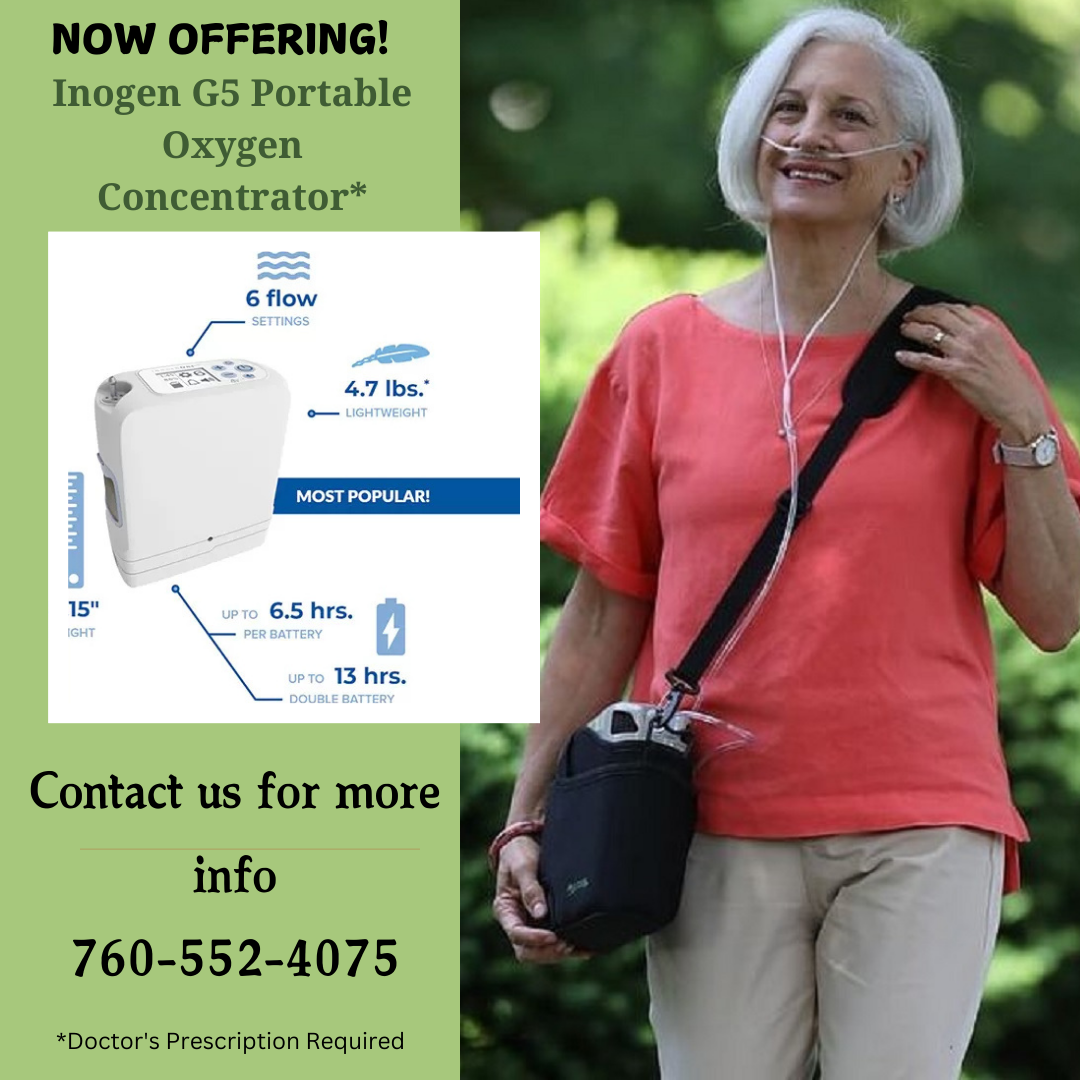 NOW OFFERING!
Inogen G5 Portable
Oxygen
Concentrator*
6 flow
SETTINGS
4.7 lbs.*
LIGHTWEIGHT
MOST POPULAR!
15"
IGHT
UP TO 6.5 hrs.
PER BATTERY
UP TO 13 hrs.
DOUBLE BATTERY
Contact us for more
info
760-552-4075
*Doctor's Prescription Required